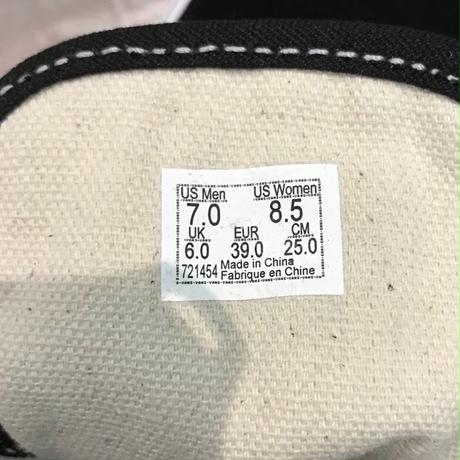 US Men US Women
7.0 8.5
UK EUR CM
6.0 39.0 25.0
721454 Made in China
Fabrique en Chine